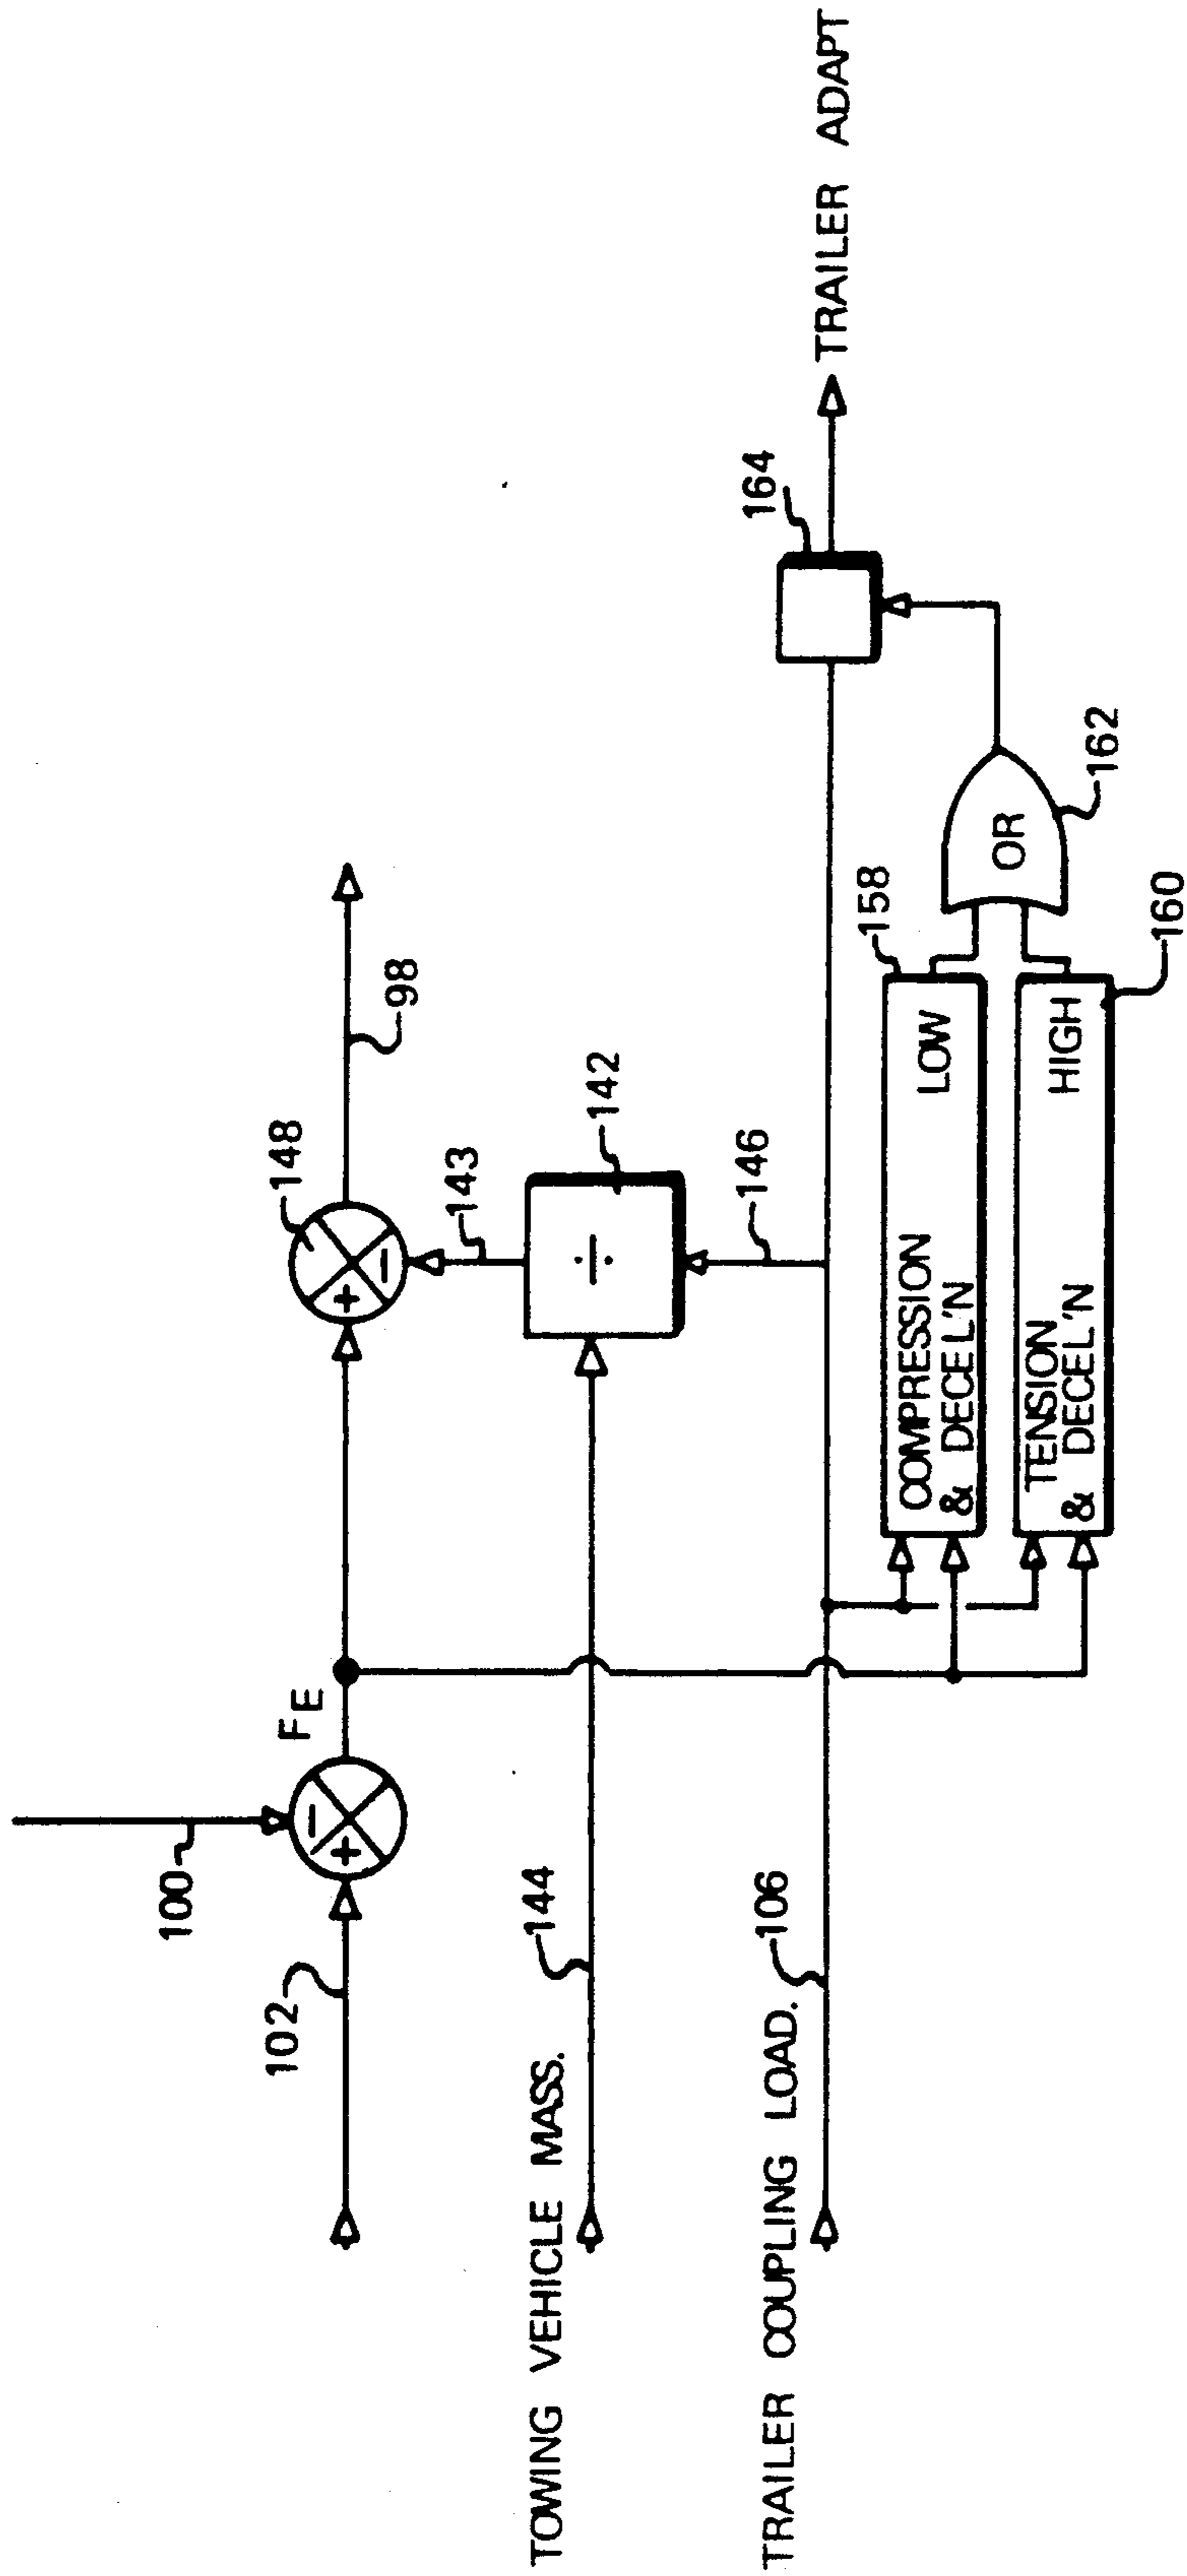 100
102
FE
+
−
148
+
−
98
143
142
÷
146
TOWING VEHICLE MASS.
144
TRAILER COUPLING LOAD.
106
164
TRAILER ADAPT
COMPRESSION
& DECEL'N
LOW
158
TENSION
& DECEL'N
HIGH
160
OR
162